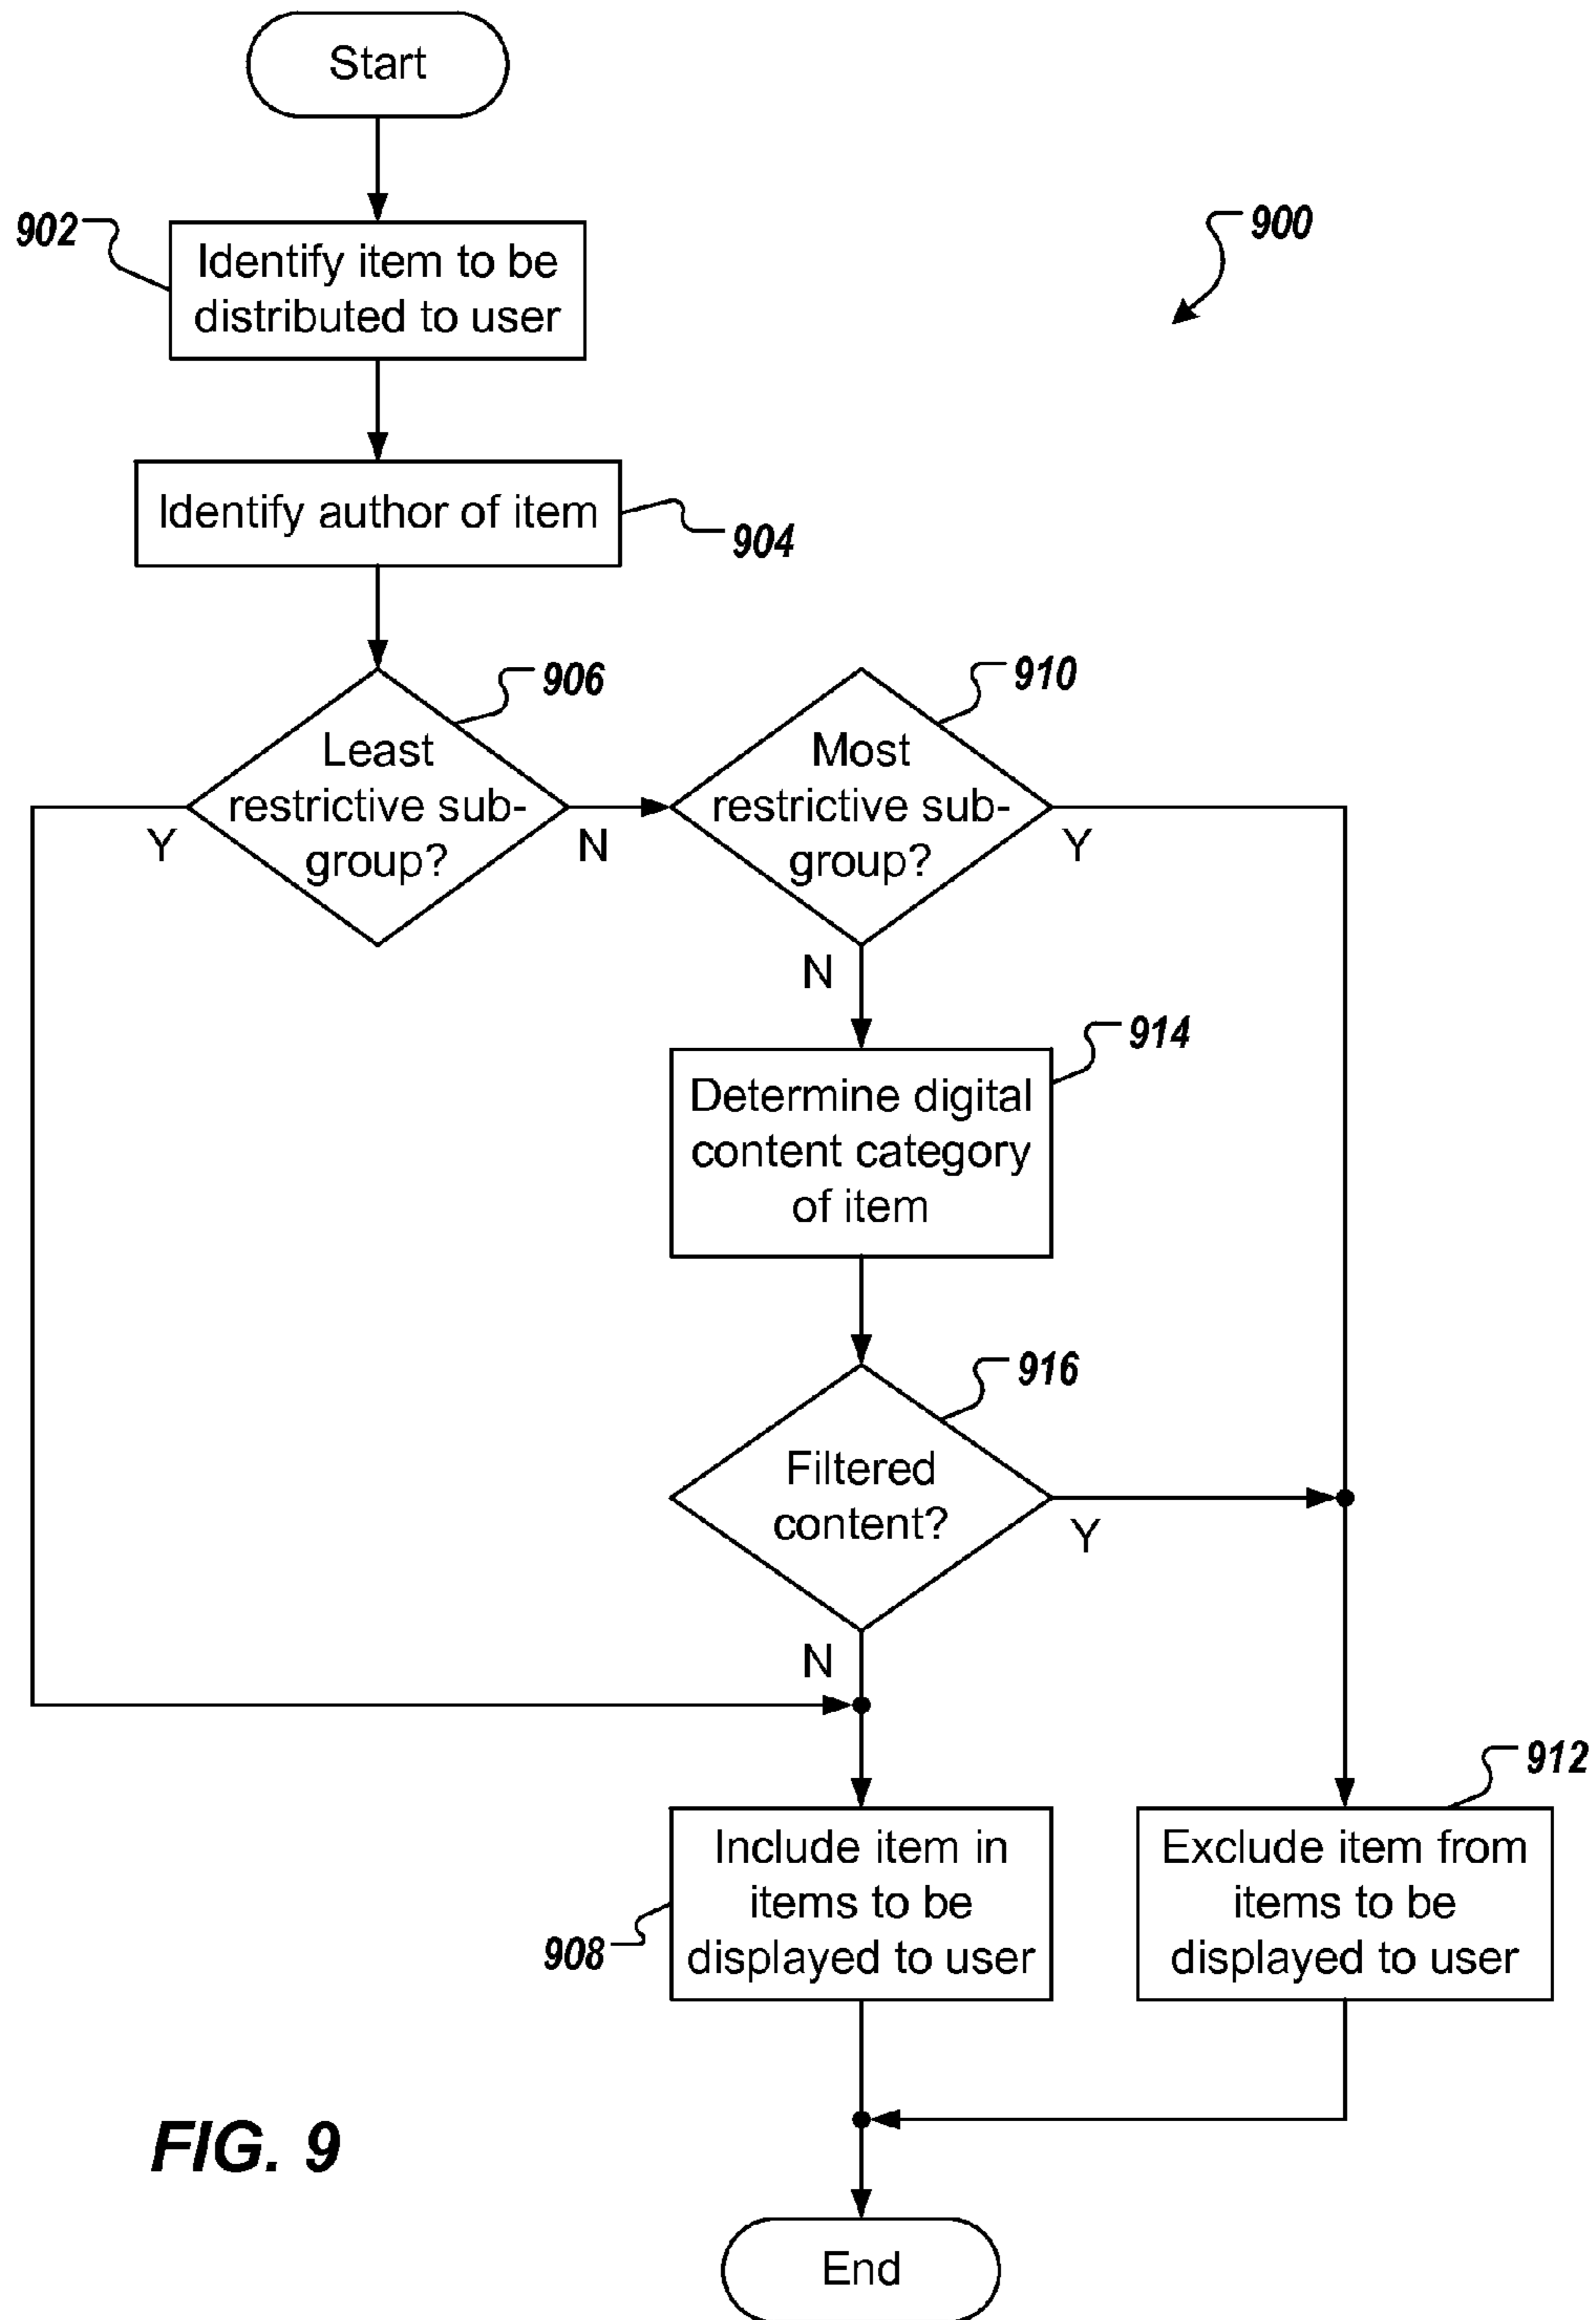 Start
902
Identify item to be
distributed to user
900
Identify author of item
904
906
Least
restrictive sub-
group?
Y
N
910
Most
restrictive sub-
group?
Y
N
914
Determine digital
content category
of item
916
Filtered
content?
Y
N
908
Include item in
items to be
displayed to user
912
Exclude item from
items to be
displayed to user
FIG. 9
End